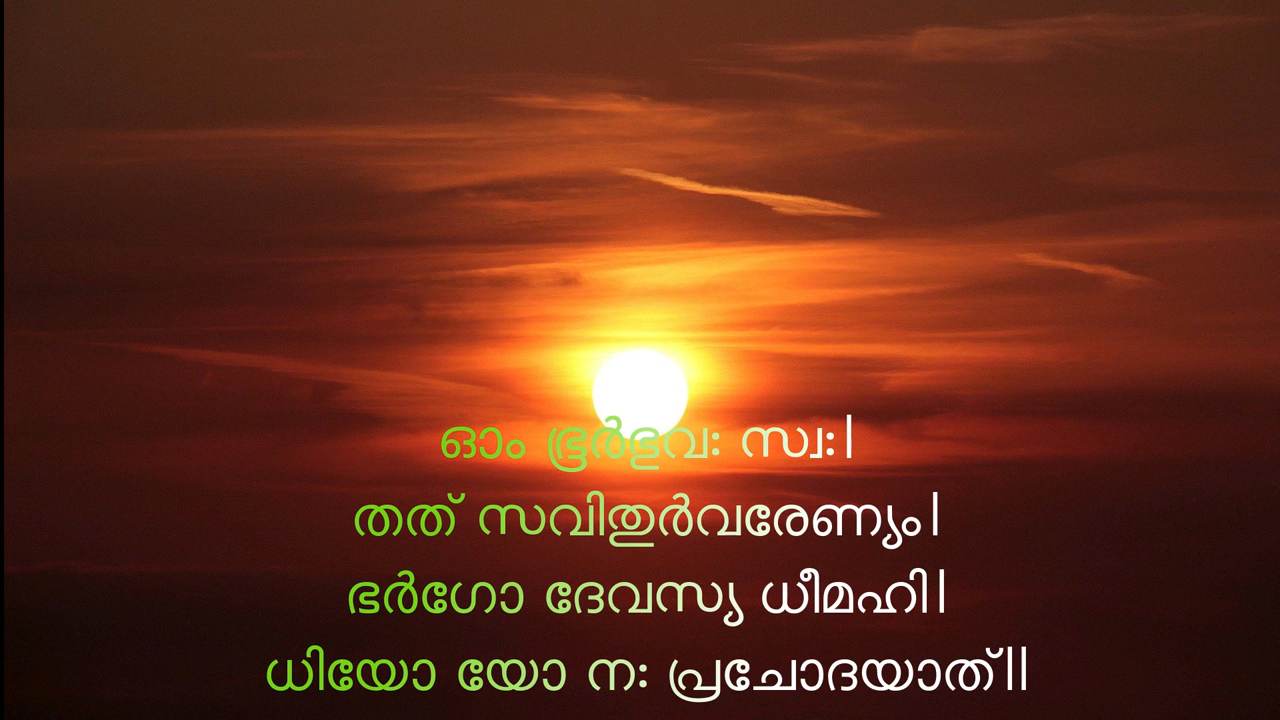 ഓം ഭൂർഭുവഃ സ്വഃ।
തത് സവിതുർവരേണ്യം।
ഭർഗോ ദേവസ്യ ധീമഹി।
ധിയോ യോ നഃ പ്രചോദയാത്॥